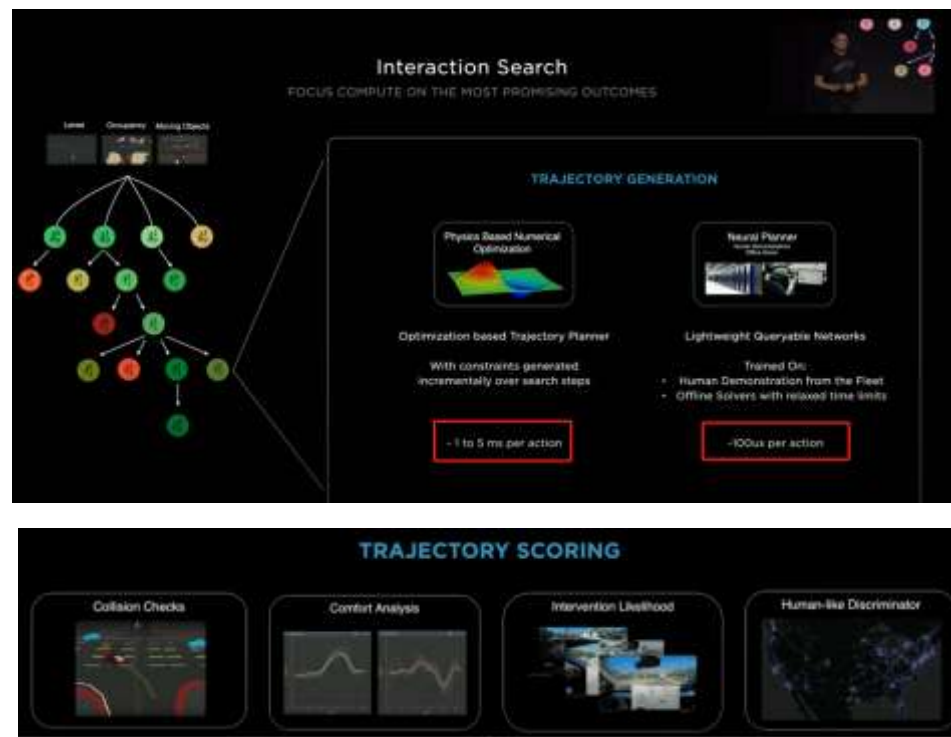 Interaction Search
FOCUS COMPUTE ON THE MOST PROMISING OUTCOMES
Lanes Occupancy Moving Objects
TRAJECTORY GENERATION
Physics Based Numerical
Optimization
Neural Planner
Optimization based Trajectory Planner
With constraints generated
incrementally over search steps
~ 1 to 5 ms per action
Lightweight Queryable Networks
Trained On:
• Human Demonstration from the Fleet
• Offline Solvers with relaxed time limits
~100us per action
TRAJECTORY SCORING
Collision Checks
Comfort Analysis
Intervention Likelihood
Human-like Discriminator